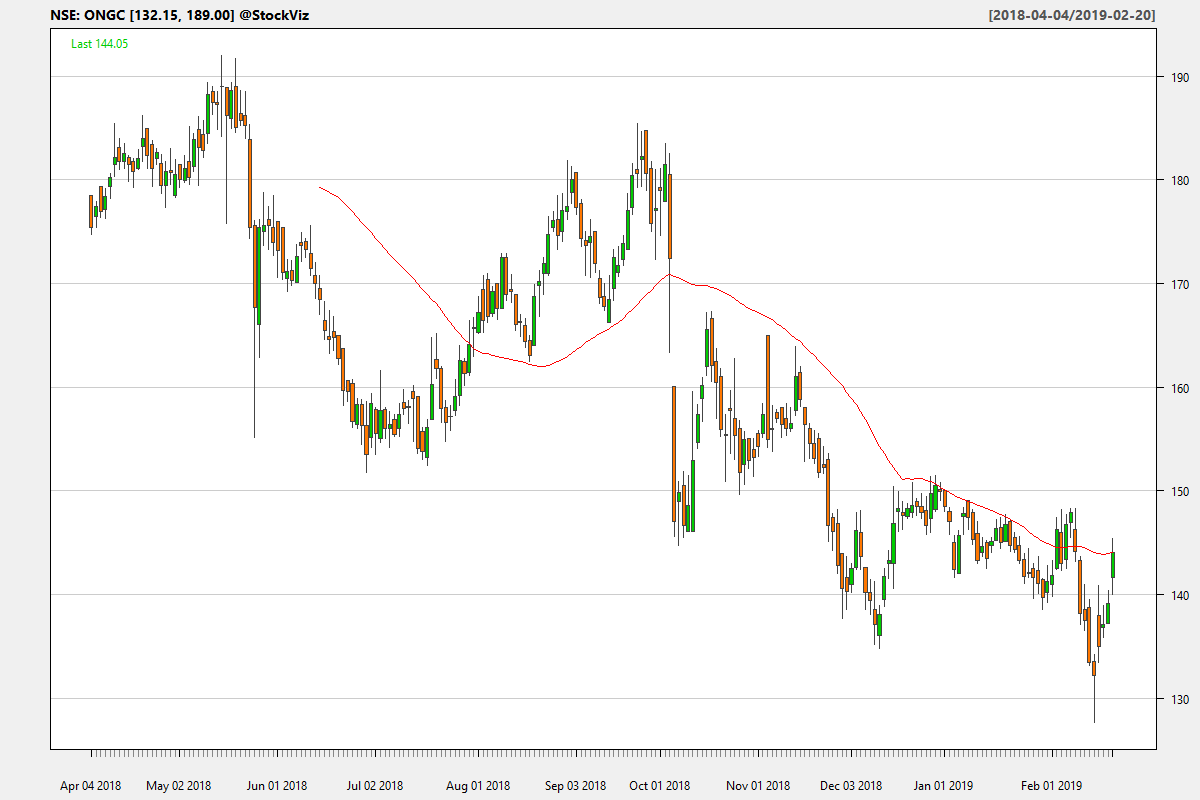 NSE: ONGC [132.15, 189.00] @StockViz
[2018-04-04/2019-02-20]
Last 144.05
190
180
170
160
150
140
130
Apr 04 2018 May 02 2018 Jun 01 2018 Jul 02 2018 Aug 01 2018 Sep 03 2018 Oct 01 2018 Nov 01 2018 Dec 03 2018 Jan 01 2019 Feb 01 2019